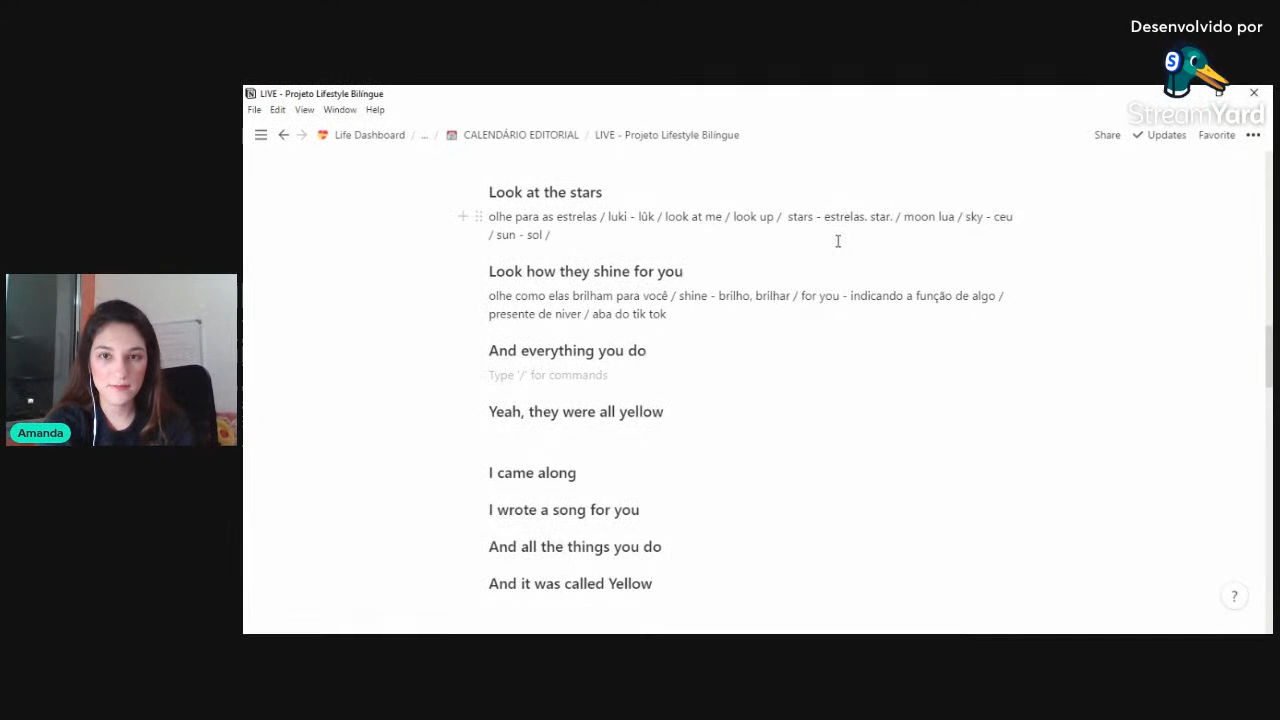 Desenvolvido por
StreamYard
LIVE - Projeto Lifestyle Bilíngue
File Edit View Window Help
Life Dashboard / ... / CALENDÁRIO EDITORIAL / LIVE - Projeto Lifestyle Bilíngue
Share Updates Favorite
Look at the stars
olhe para as estrelas / luki - lûk / look at me / look up / stars - estrelas. star. / moon lua / sky - ceu
/ sun - sol /
Look how they shine for you
olhe como elas brilham para você / shine - brilho, brilhar / for you - indicando a função de algo /
presente de niver / aba do tik tok
And everything you do
Type '/' for commands
Yeah, they were all yellow
I came along
I wrote a song for you
And all the things you do
And it was called Yellow
?
Amanda